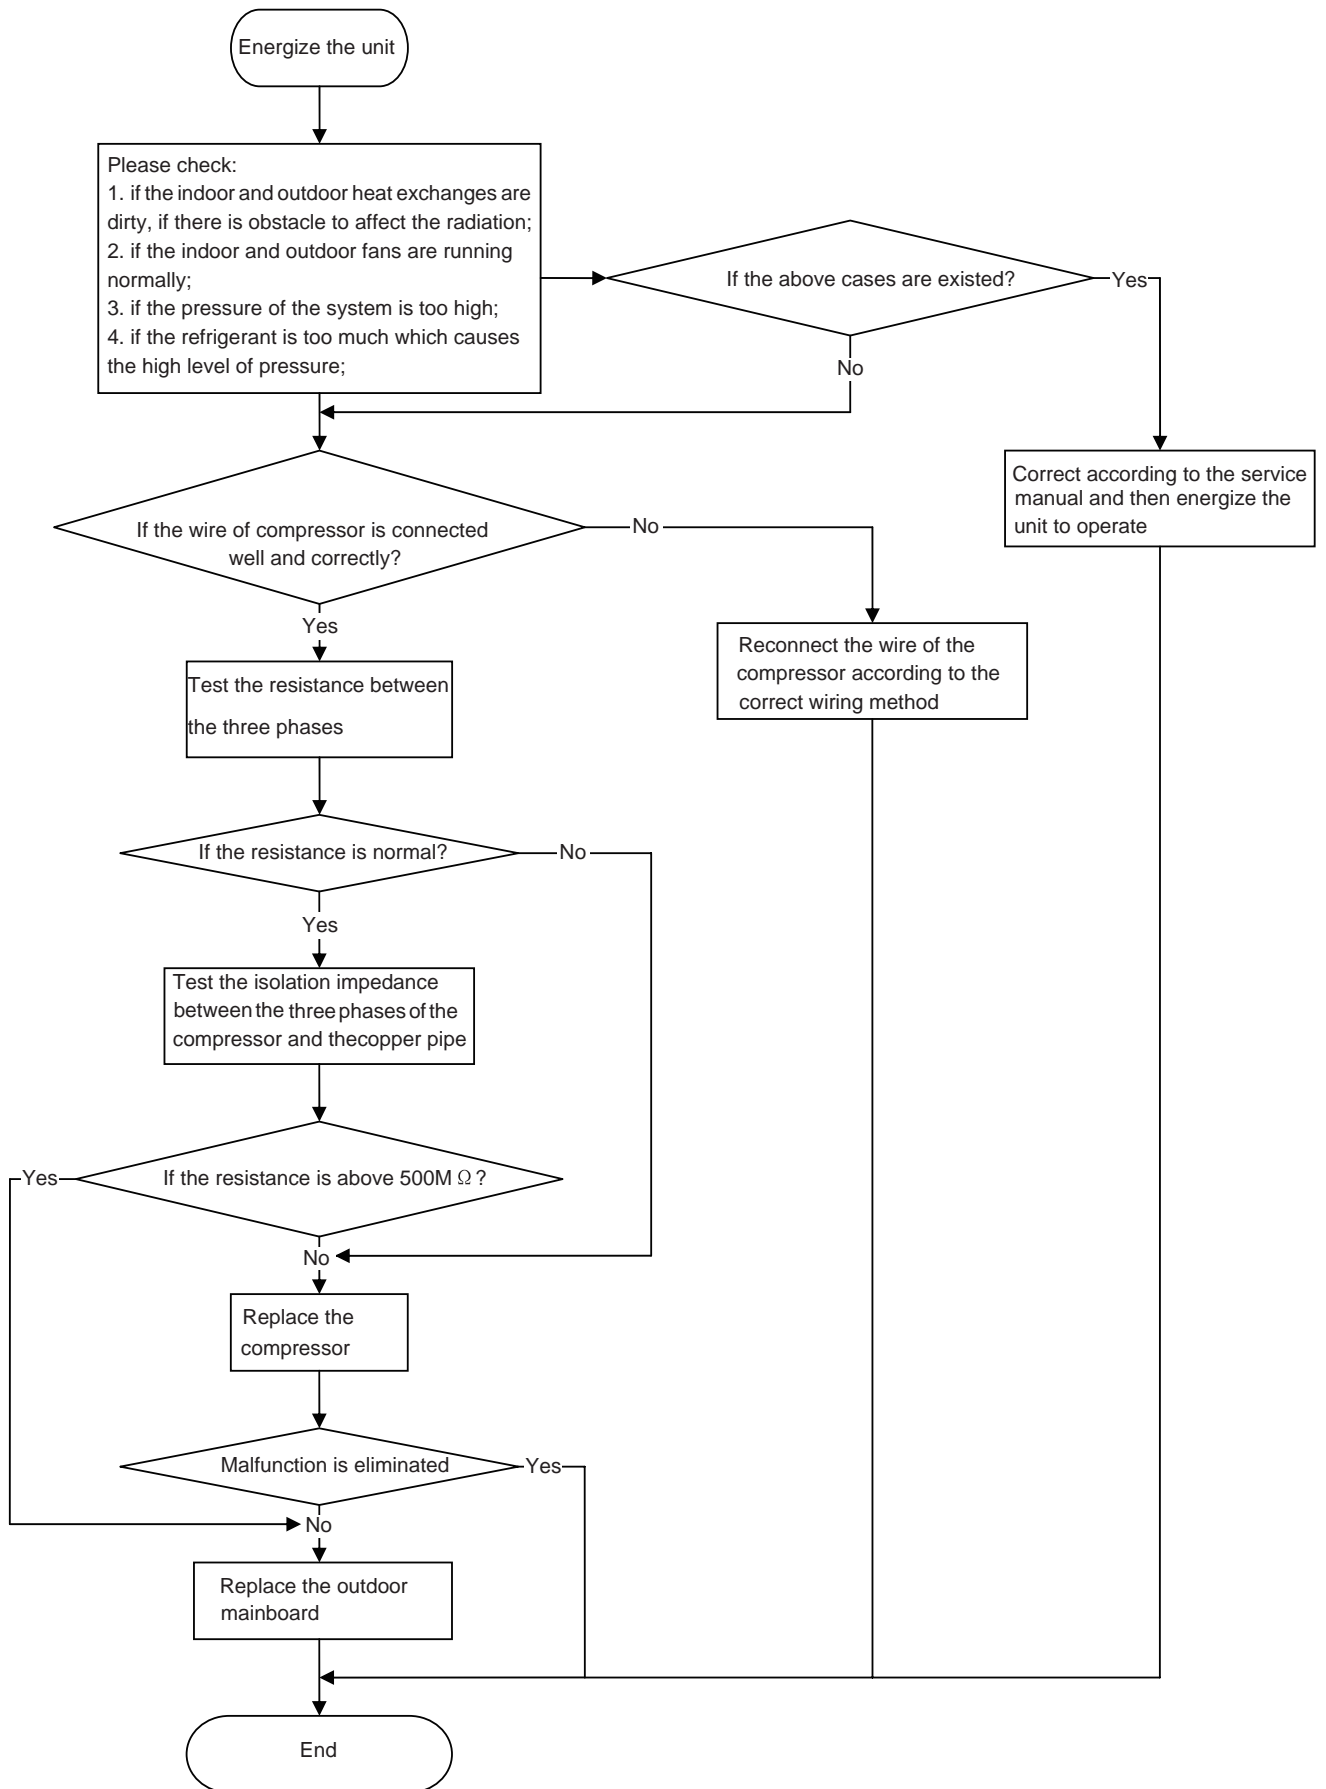 Energize the unit
Please check:
1. if the indoor and outdoor heat exchanges are
dirty, if there is obstacle to affect the radiation;
2. if the indoor and outdoor fans are running
normally;
3. if the pressure of the system is too high;
4. if the refrigerant is too much which causes
the high level of pressure;
If the above cases are existed?
Yes
No
Correct according to the service
manual and then energize the
unit to operate
If the wire of compressor is connected
well and correctly?
No
Yes
Reconnect the wire of the
compressor according to the
correct wiring method
Test the resistance between
the three phases
If the resistance is normal?
No
Yes
Test the isolation impedance
between the three phases of the
compressor and thecopper pipe
If the resistance is above 500M Ω ?
Yes
No
Replace the
compressor
Malfunction is eliminated
Yes
No
Replace the outdoor
mainboard
End